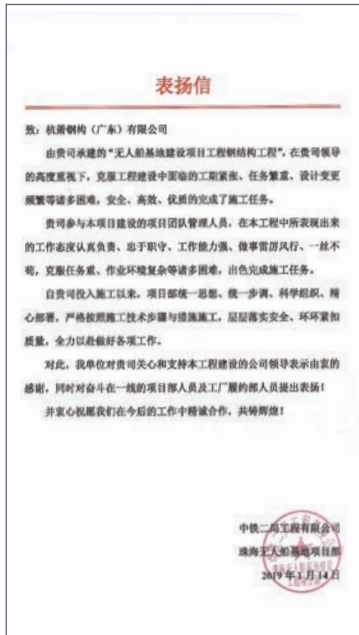 表扬信
致：杭萧钢构（广东）有限公司
由贵司承建的“无人船基地建设项目工程钢结构工程”，在贵司领导
的高度重视下，克服工程建设中面临的工期紧张、任务繁重、设计变更
频繁等诸多困难，安全、高效、优质的完成了施工任务。
贵司参与本项目建设的项目团队管理人员，在本工程中所表现出来
的工作态度认真负责、忠于职守、工作能力强、做事雷厉风行、一丝不
苟，克服任务重、作业环境复杂等诸多困难，出色完成施工任务。
自贵司投入施工以来，项目部统一思想、统一步调、科学组织、精
心部署，严格按照施工技术步骤与措施施工，层层落实安全、环环紧扣
质量，全力以赴做好各项工作。
对此，我单位对贵司关心和支持本工程建设的公司领导表示由衷的
感谢，同时对奋斗在一线的项目部人员及工厂履约部人员提出表扬！
并衷心祝愿我们在今后的工作中精诚合作，共铸辉煌！
中铁二局工程有限公司
珠海无人船基地项目部
2019年1月14日